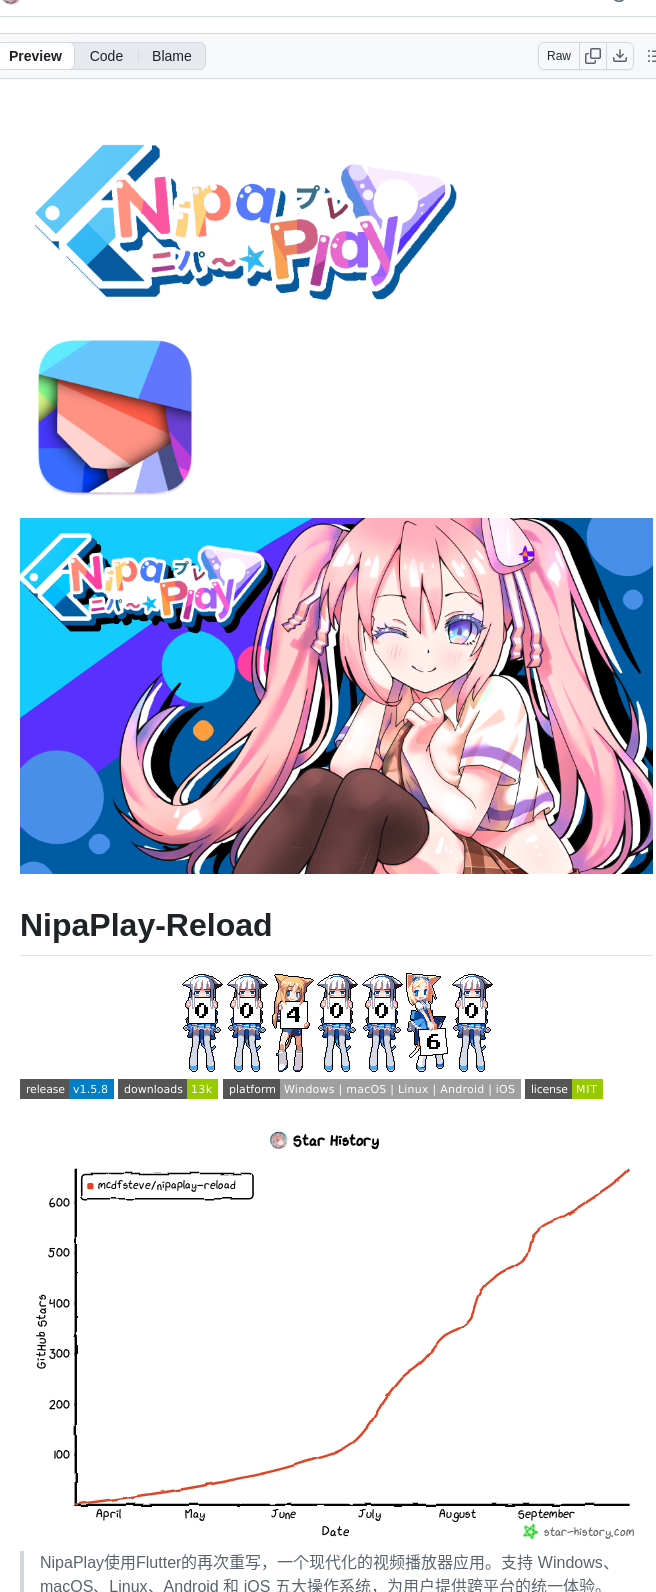 Preview Code Blame Raw
Nipa プレ
ニパ～★ Play
Nipa プレ
ニパ～★ Play
NipaPlay-Reload
0 0 4 0 0 6 0
release v1.5.8 downloads 13k platform Windows | macOS | Linux | Android | iOS license MIT
Star History
mcdfsteve/nipaplay-reload
600
500
400
300
200
100
GitHub Stars
April May June July August September
Date
star-history.com
NipaPlay使用Flutter的再次重写，一个现代化的视频播放器应用。支持 Windows、
macOS、Linux、Android 和 iOS 五大操作系统，为用户提供跨平台的统一体验。